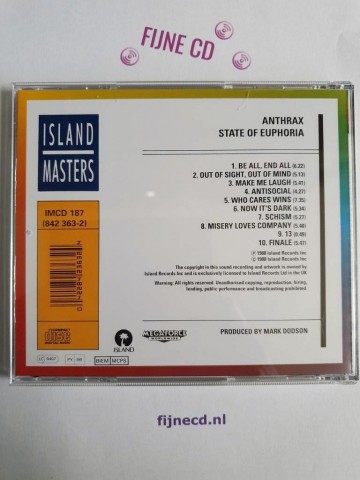 FIJNE CD
ISLAND
MASTERS
IMCD 187
(842 363-2)
ANTHRAX
STATE OF EUPHORIA
1. BE ALL, END ALL (6.22)
2. OUT OF SIGHT, OUT OF MIND (5.13)
3. MAKE ME LAUGH (5.41)
4. ANTISOCIAL (4.27)
5. WHO CARES WINS (7.35)
6. NOW IT'S DARK (5.34)
7. SCHISM (5.27)
8. MISERY LOVES COMPANY (5.40)
9. 13 (0.49)
10. FINALE (5.47)
℗ 1988 Island Records Inc
© 1988 Island Records Inc
The copyright in this sound recording and artwork is owned by
Island Records Inc and is exclusively licensed to Island Records Ltd in the UK
Warning: All rights reserved. Unauthorised copying, reproduction, hiring,
lending, public performance and broadcasting prohibited.
COMPACT
disc
DIGITAL AUDIO
ISLAND
MEGAFORCE
WORLDWIDE
PRODUCED BY MARK DODSON
BIEM MCPS
fijnecd.nl